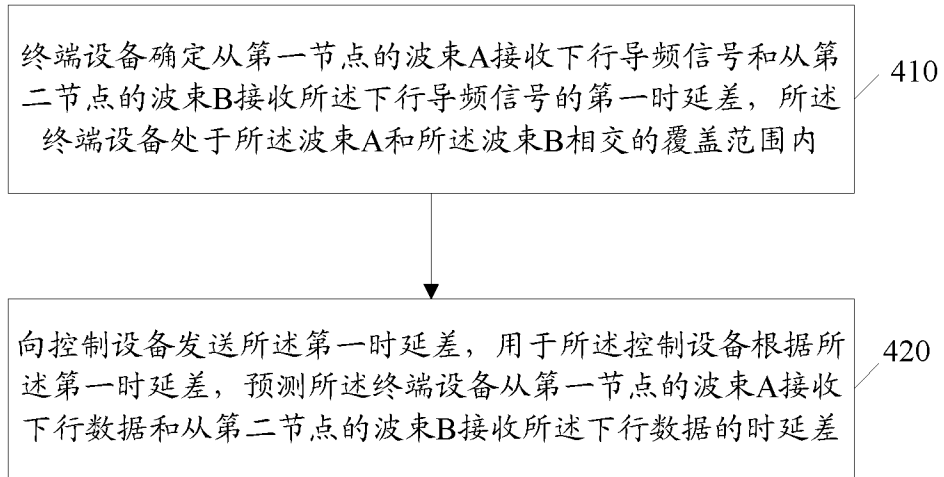 终端设备确定从第一节点的波束A接收下行导频信号和从第
二节点的波束B接收所述下行导频信号的第一时延差，所述
终端设备处于所述波束A和所述波束B相交的覆盖范围内
410
向控制设备发送所述第一时延差，用于所述控制设备根据所
述第一时延差，预测所述终端设备从第一节点的波束A接收
下行数据和从第二节点的波束B接收所述下行数据的时延差
420